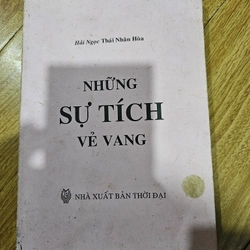 Hải Ngọc Thái Nhân Hòa
NHỮNG
SỰ TÍCH
VẺ VANG
NHÀ XUẤT BẢN THỜI ĐẠI